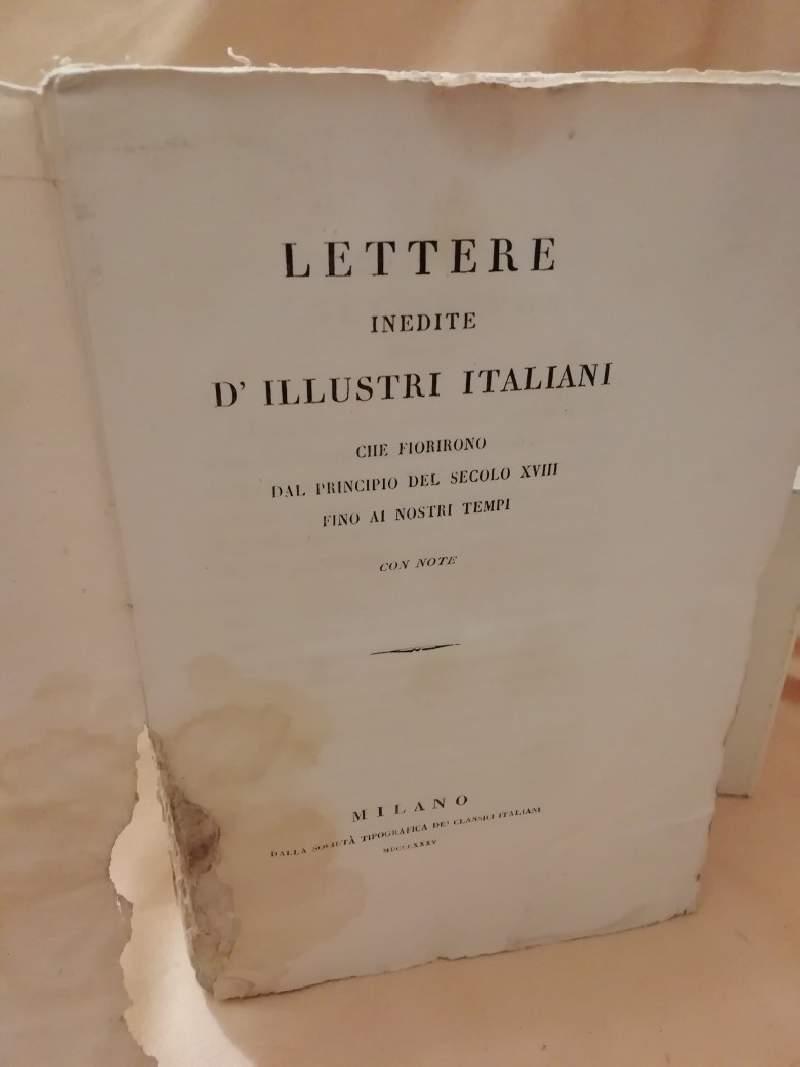 LETTERE
INEDITE
D' ILLUSTRI ITALIANI
CHE FIORIRONO
DAL PRINCIPIO DEL SECOLO XVIII
FINO AI NOSTRI TEMPI
CON NOTE
MILANO
DALLA SOCIETÀ TIPOGRAFICA DE' CLASSICI ITALIANI
MDCCCXXXV